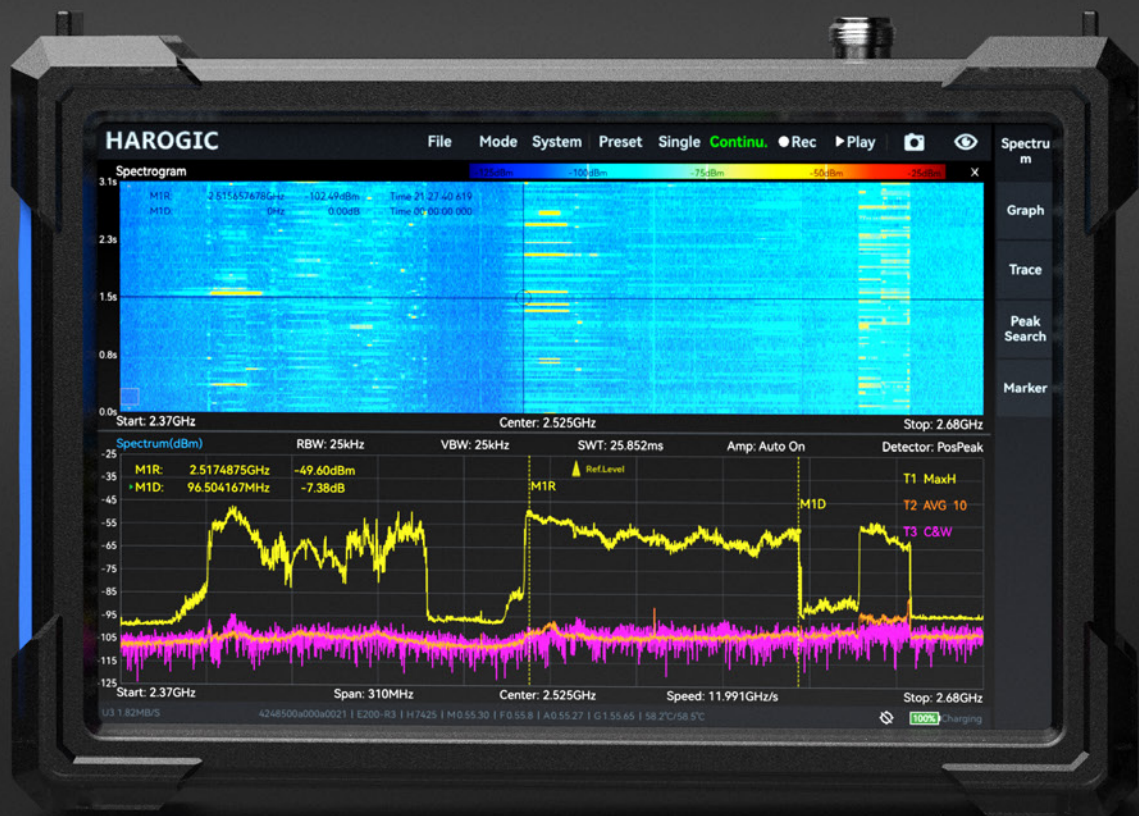 HAROGIC File Mode System Preset Single Continu. Rec Play
Spectru
m
Spectrogram -125dBm -100dBm -75dBm -50dBm -25dBm X
3.1s
M1R: 2.515657678GHz -102.49dBm Time 21:27:40.619
M1D: 0Hz 0.00dB Time 00:00:00.000
Graph
2.3s
Trace
1.5s
Peak
Search
0.8s
Marker
0.0s
Start: 2.37GHz Center: 2.525GHz Stop: 2.68GHz
Spectrum(dBm) RBW: 25kHz VBW: 25kHz SWT: 25.852ms Amp: Auto On Detector: PosPeak
-25
M1R: 2.5174875GHz -49.60dBm Ref.Level
-35
T1 MaxH
M1D: 96.504167MHz -7.38dB
M1R
-45
M1D
T2 AVG 10
-55
T3 C&W
-65
-75
-85
-95
-105
-115
-125
Start: 2.37GHz Span: 310MHz Center: 2.525GHz Speed: 11.991GHz/s Stop: 2.68GHz
U3 1.82MB/S 4248500a000a0021 | E200-R3 | H7425 | M0.55.30 | F0.55.8 | A0.55.27 | G1.55.65 | 58.2℃/58.5℃ 100% Charging